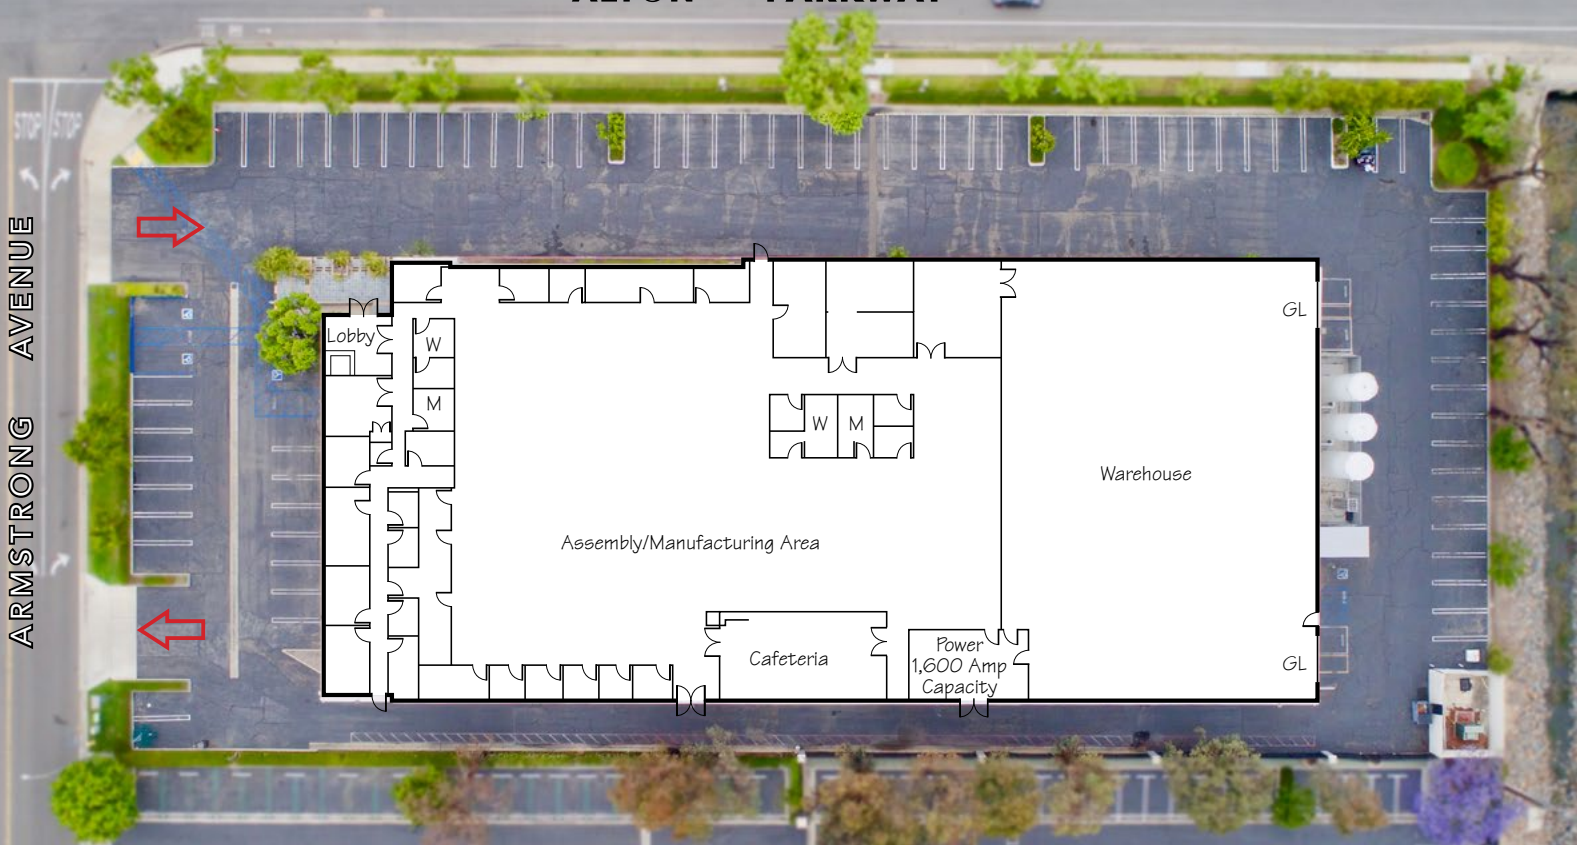 STOP STOP
ARMSTRONG AVENUE
Lobby
W
M
GL
W M
Warehouse
Assembly/Manufacturing Area
Cafeteria
Power
1,600 Amp
Capacity
GL